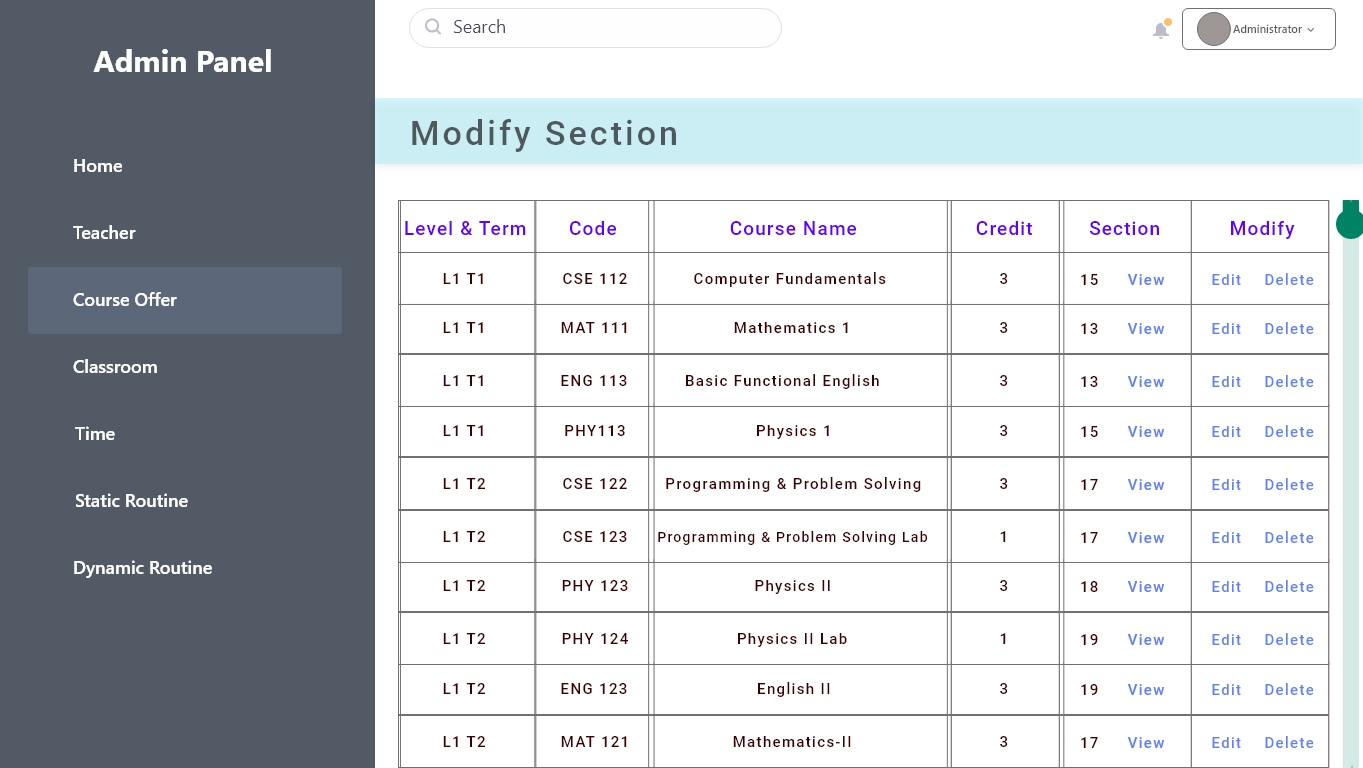 Admin Panel
Home
Teacher
Course Offer
Classroom
Time
Static Routine
Dynamic Routine
Search
Administrator
Modify Section
Level & Term Code Course Name Credit Section Modify
L1 T1 CSE 112 Computer Fundamentals 3 15 View Edit Delete
L1 T1 MAT 111 Mathematics 1 3 13 View Edit Delete
L1 T1 ENG 113 Basic Functional English 3 13 View Edit Delete
L1 T1 PHY113 Physics 1 3 15 View Edit Delete
L1 T2 CSE 122 Programming & Problem Solving 3 17 View Edit Delete
L1 T2 CSE 123 Programming & Problem Solving Lab 1 17 View Edit Delete
L1 T2 PHY 123 Physics II 3 18 View Edit Delete
L1 T2 PHY 124 Physics II Lab 1 19 View Edit Delete
L1 T2 ENG 123 English II 3 19 View Edit Delete
L1 T2 MAT 121 Mathematics-II 3 17 View Edit Delete